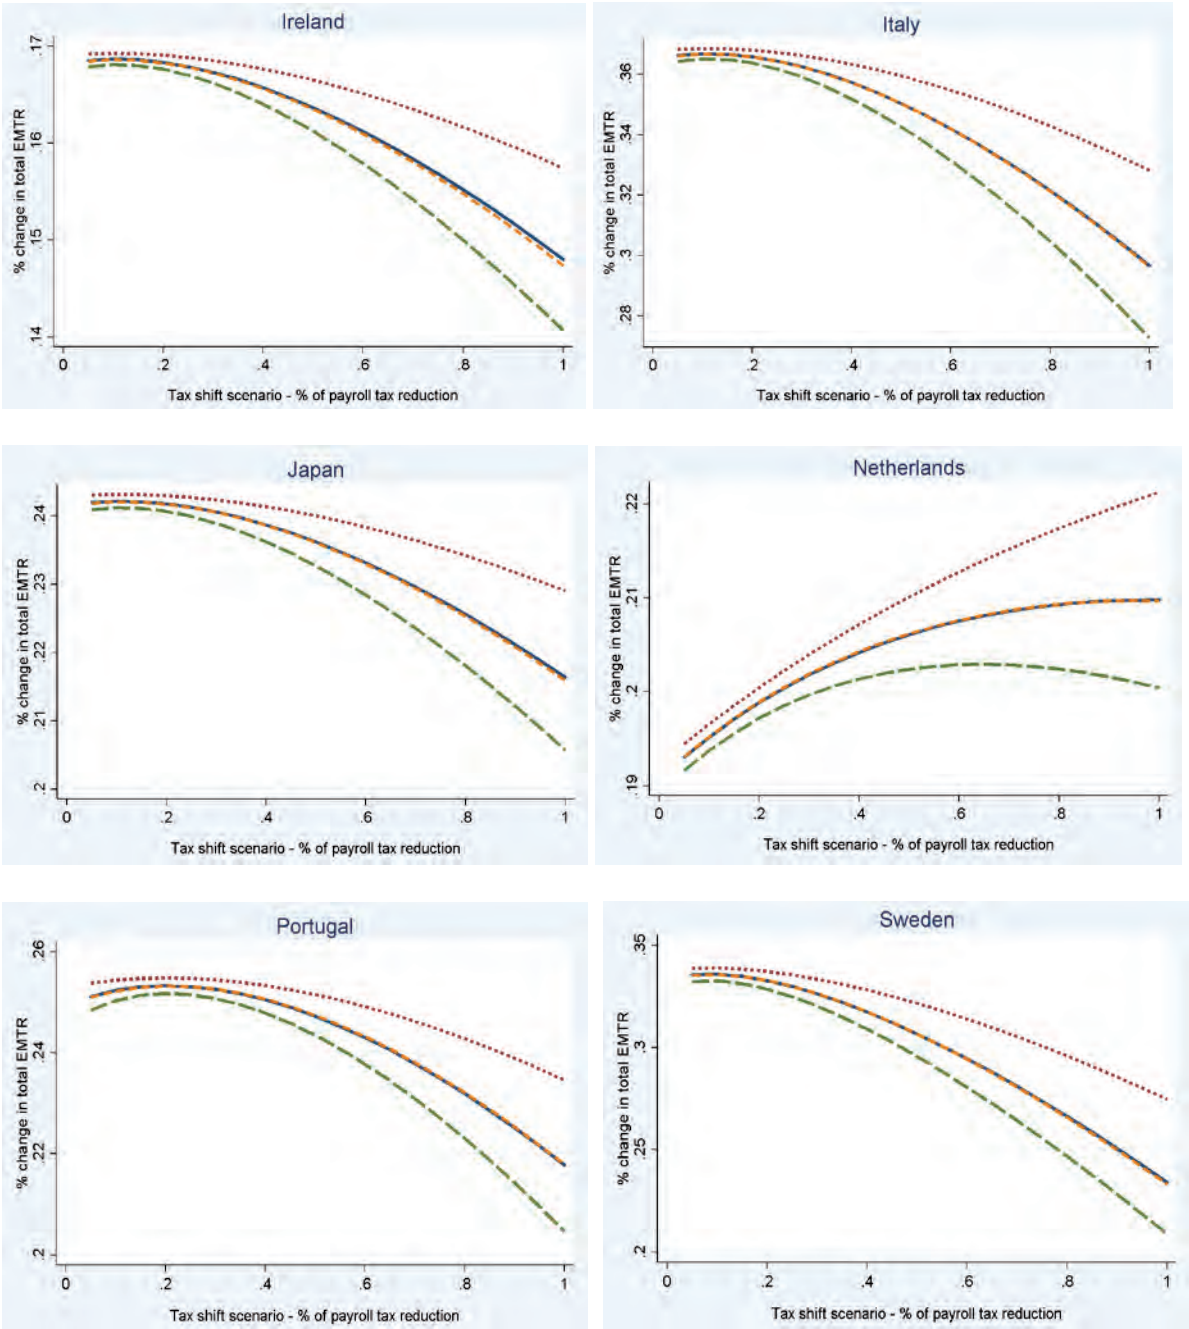 Ireland
% change in total EMTR
.17
.16
.15
.14
0 .2 .4 .6 .8 1
Tax shift scenario - % of payroll tax reduction
Italy
% change in total EMTR
.36
.34
.32
.3
.28
0 .2 .4 .6 .8 1
Tax shift scenario - % of payroll tax reduction
Japan
% change in total EMTR
.24
.23
.22
.21
.2
0 .2 .4 .6 .8 1
Tax shift scenario - % of payroll tax reduction
Netherlands
% change in total EMTR
.22
.21
.2
.19
0 .2 .4 .6 .8 1
Tax shift scenario - % of payroll tax reduction
Portugal
% change in total EMTR
.26
.24
.22
.2
0 .2 .4 .6 .8 1
Tax shift scenario - % of payroll tax reduction
Sweden
% change in total EMTR
.35
.3
.25
.2
0 .2 .4 .6 .8 1
Tax shift scenario - % of payroll tax reduction